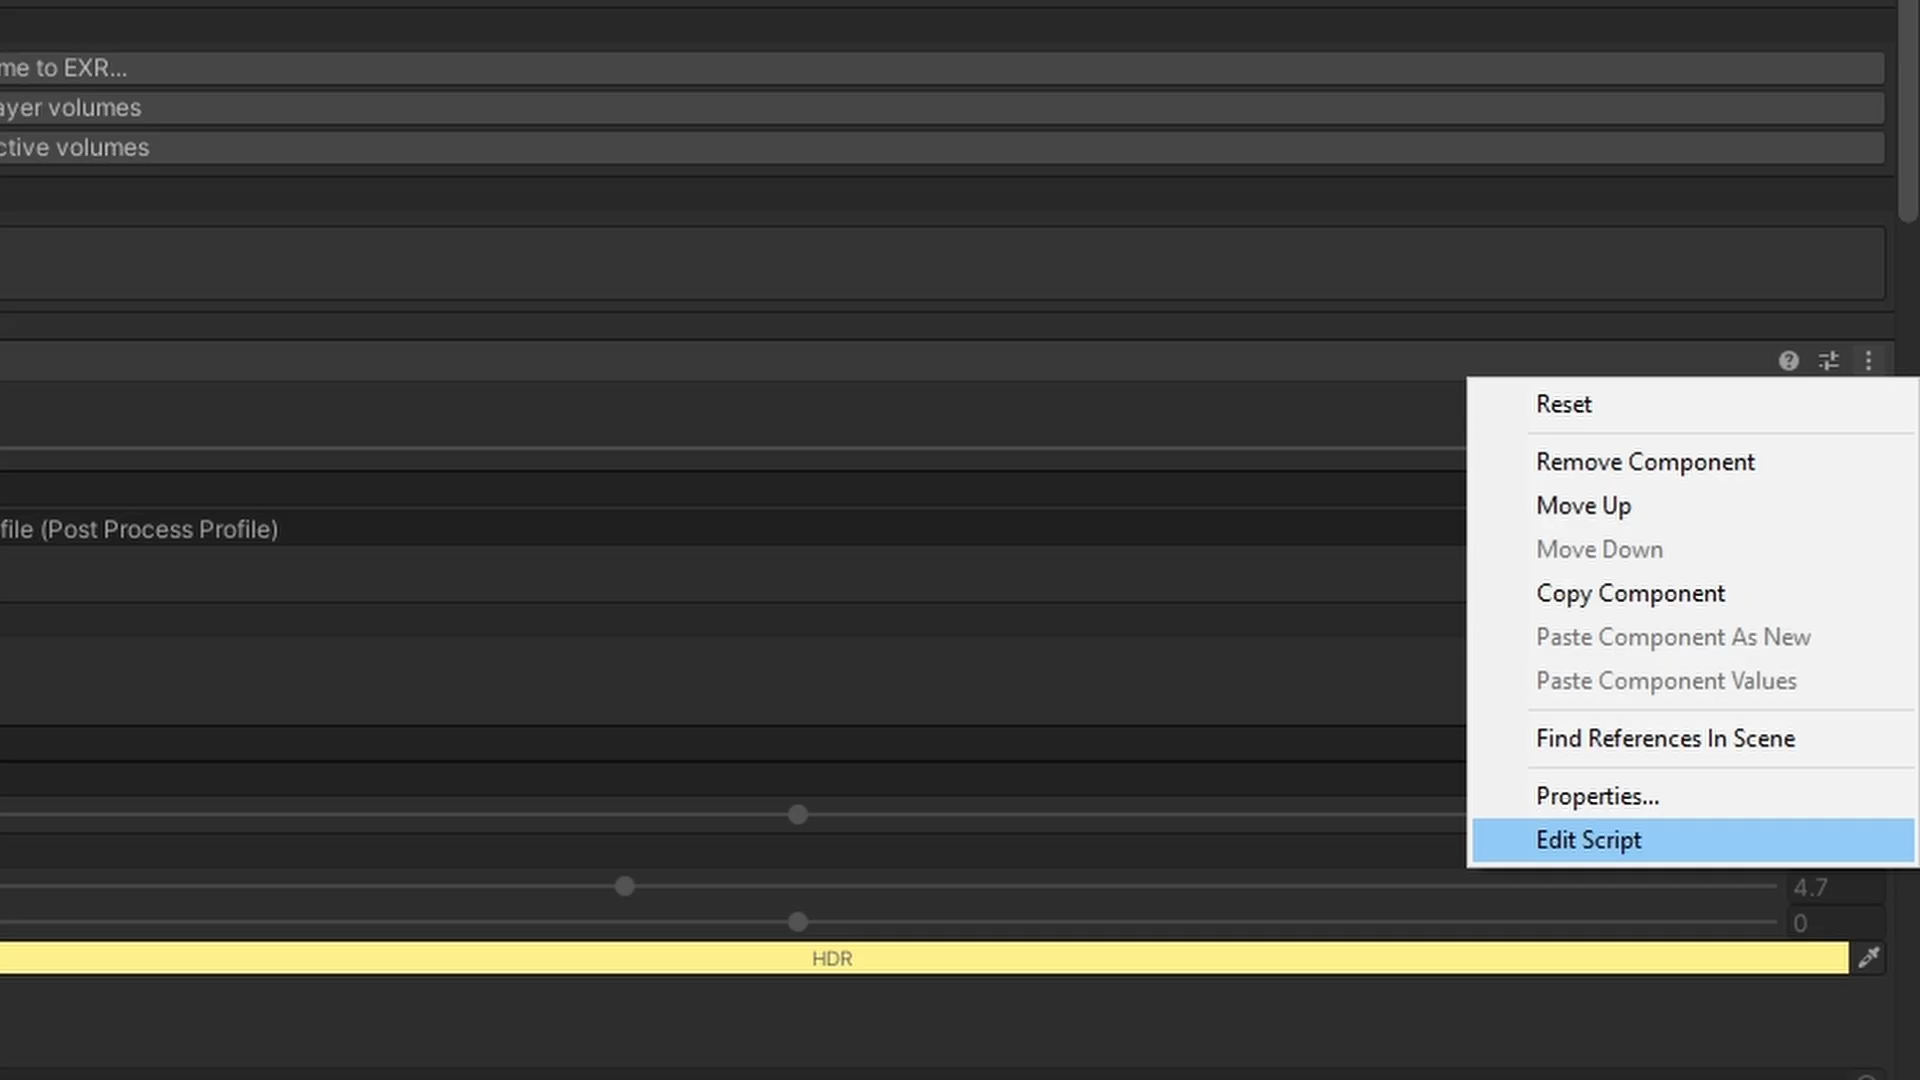 me to EXR...
ayer volumes
ctive volumes
Reset
Remove Component
file (Post Process Profile)
Move Up
Move Down
Copy Component
Paste Component As New
Paste Component Values
Find References In Scene
Properties...
Edit Script
4.7
0
HDR